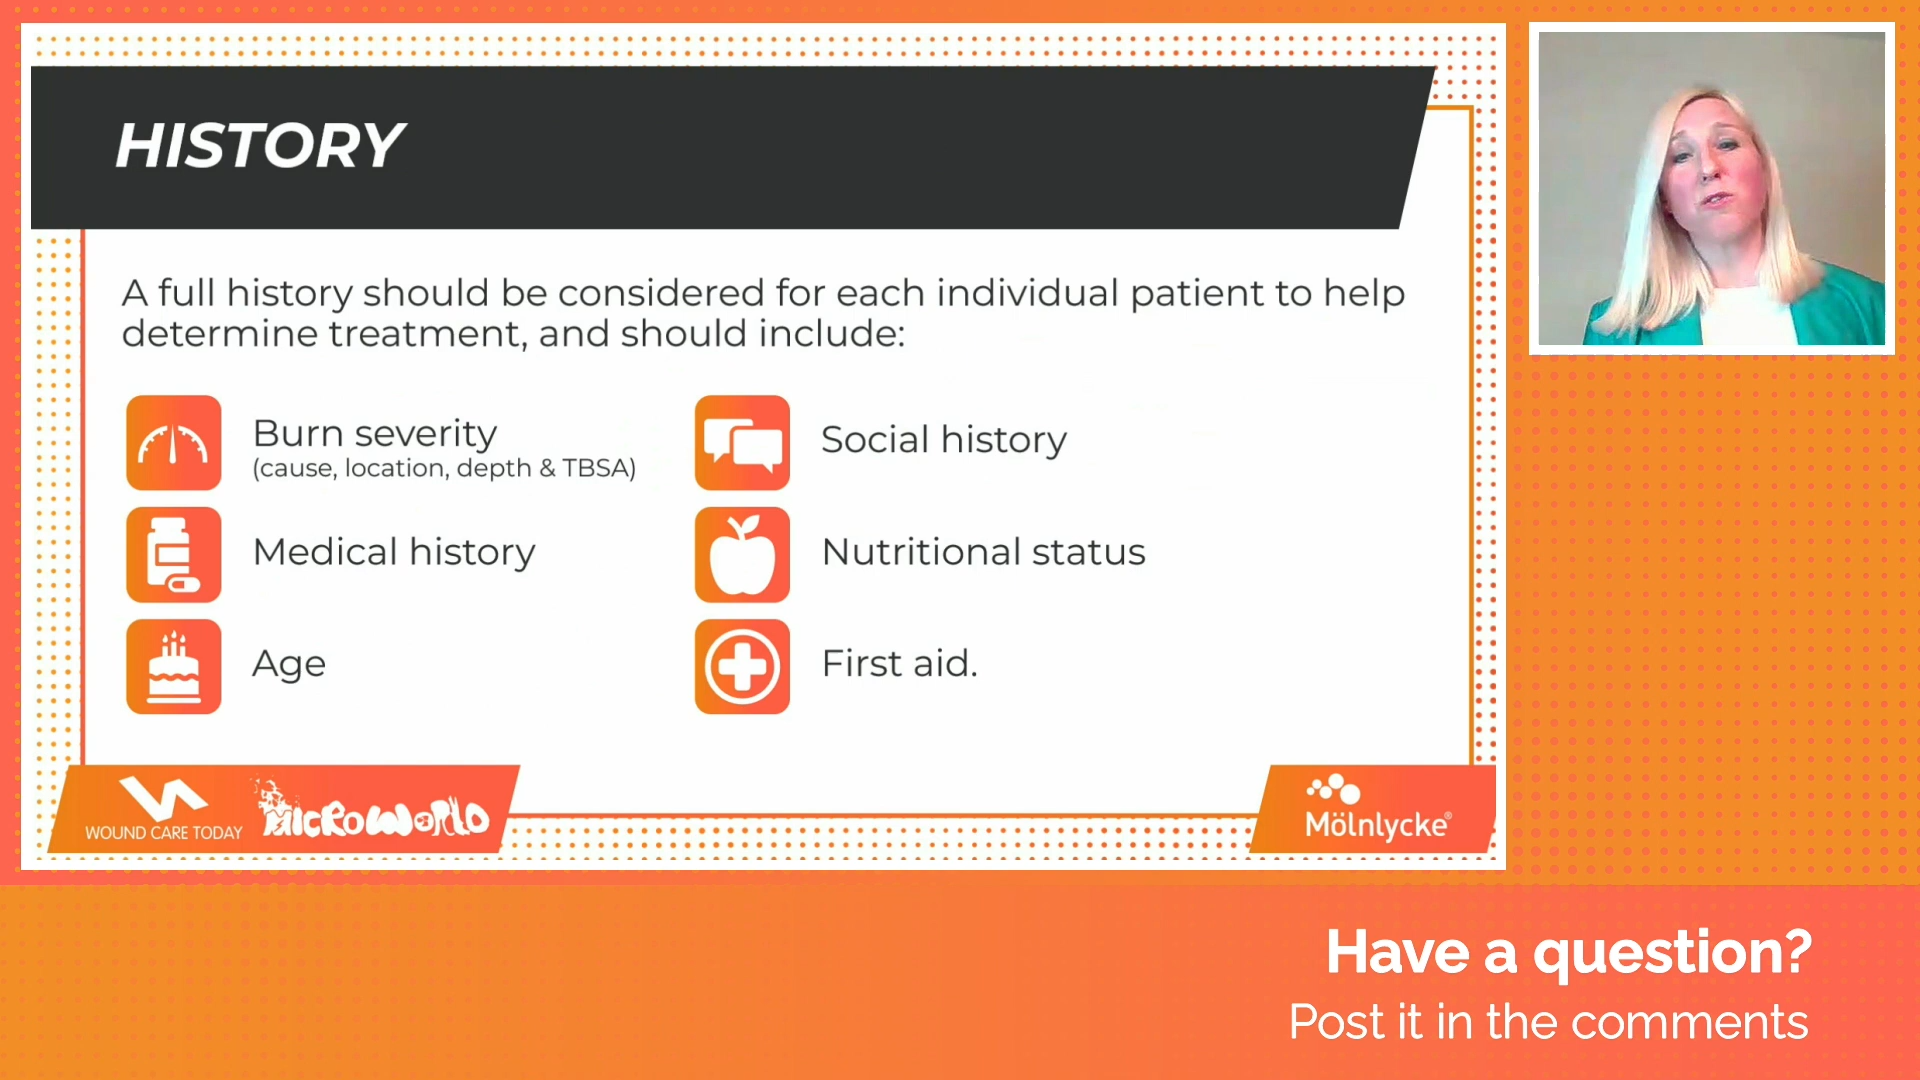 HISTORY
A full history should be considered for each individual patient to help
determine treatment, and should include:
Burn severity
(cause, location, depth & TBSA)
Medical history
Age
Social history
Nutritional status
First aid.
WOUND CARE TODAY
MICROWORLD
Mölnlycke®
Have a question?
Post it in the comments